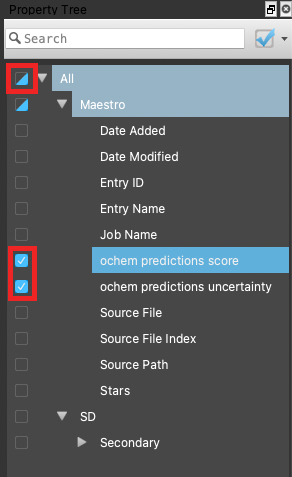 Property Tree
Search
All
Maestro
Date Added
Date Modified
Entry ID
Entry Name
Job Name
ochem predictions score
ochem predictions uncertainty
Source File
Source File Index
Source Path
Stars
SD
Secondary